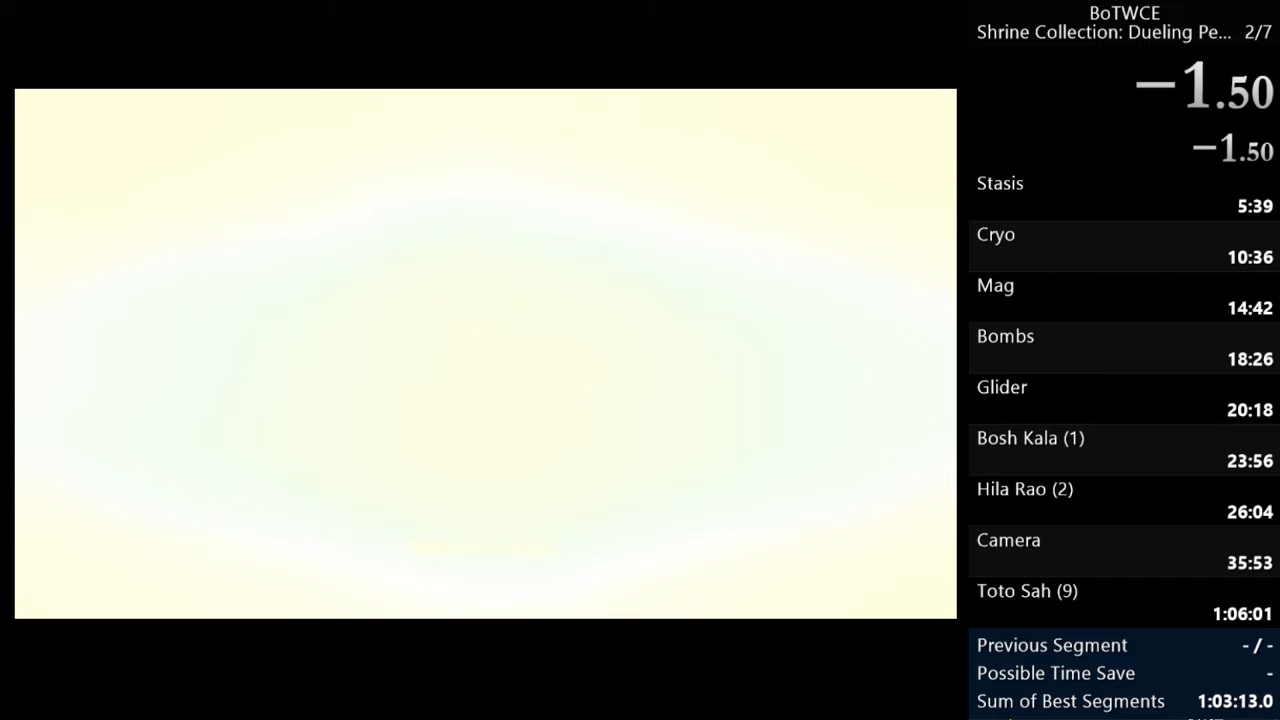 BoTWCE
Shrine Collection: Dueling Pe... 2/7
−1.50
−1.50
Stasis
5:39
Cryo
10:36
Mag
14:42
Bombs
18:26
Glider
20:18
Bosh Kala (1)
23:56
Hila Rao (2)
26:04
Camera
35:53
Toto Sah (9)
1:06:01
Previous Segment - / -
Possible Time Save -
Sum of Best Segments 1:03:13.0